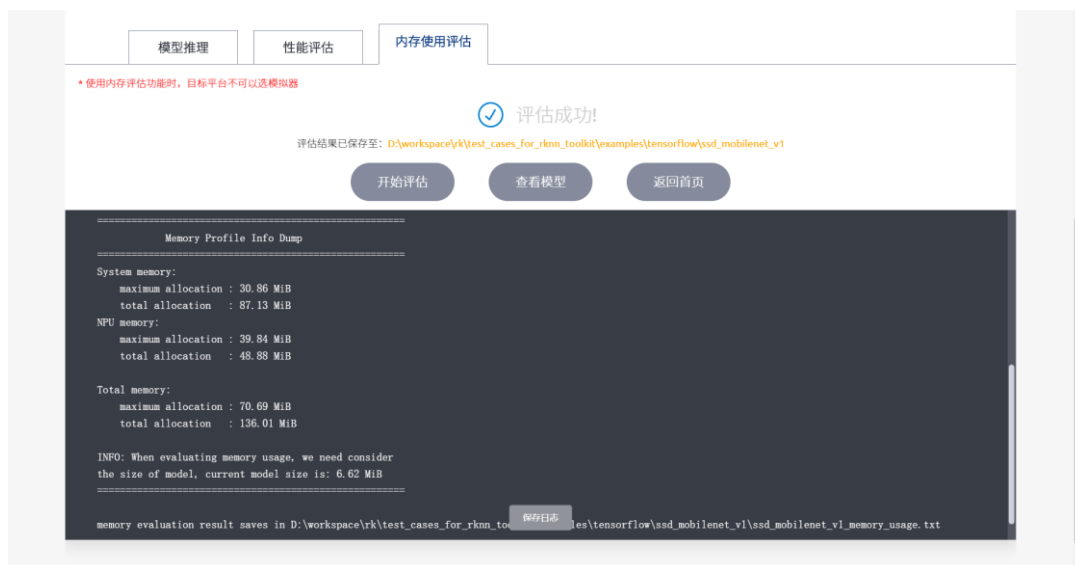 模型推理
性能评估
内存使用评估
* 使用内存评估功能时，目标平台不可以选模拟器
评估成功!
评估结果已保存至：D:\workspace\rk\test_cases_for_rknn_toolkit\examples\tensorflow\ssd_mobilenet_v1
开始评估
查看模型
返回首页
======================================================
Memory Profile Info Dump
======================================================
System memory:
maximum allocation : 30.86 MiB
total allocation : 87.13 MiB
NPU memory:
maximum allocation : 39.84 MiB
total allocation : 48.88 MiB
Total memory:
maximum allocation : 70.69 MiB
total allocation : 136.01 MiB
INFO: When evaluating memory usage, we need consider
the size of model, current model size is: 6.62 MiB
======================================================
memory evaluation result saves in D:\workspace\rk\test_cases_for_rknn_to les\tensorflow\ssd_mobilenet_v1\ssd_mobilenet_v1_memory_usage.txt
保存日志